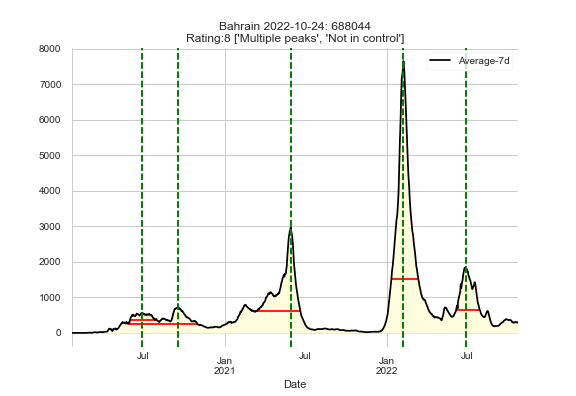 Bahrain 2022-10-24: 688044
Rating:8 ['Multiple peaks', 'Not in control']
Average-7d
8000
7000
6000
5000
4000
3000
2000
1000
0
Jul
Jan
2021
Jul
Jan
2022
Jul
Date